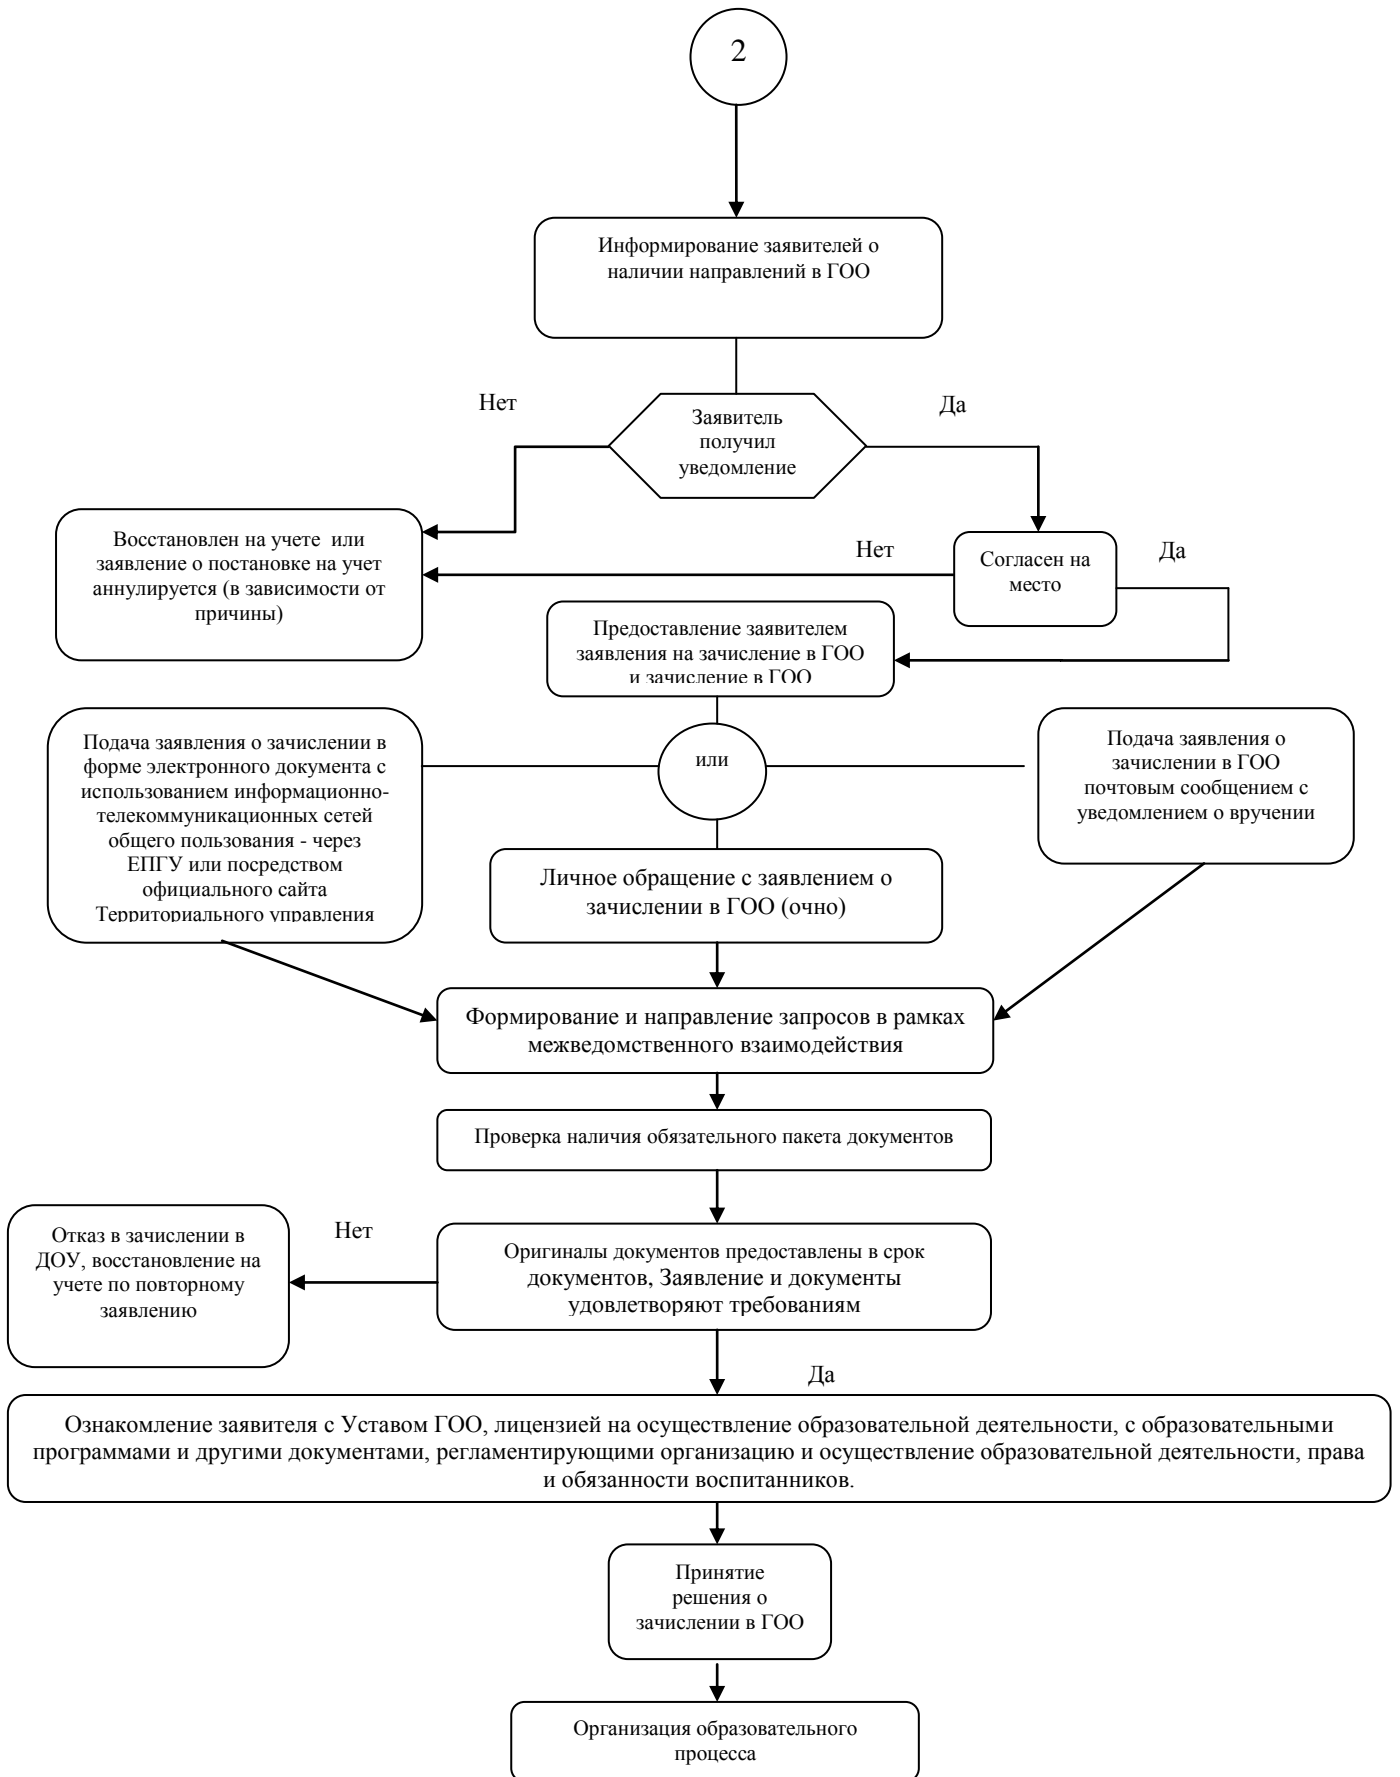 2
Информирование заявителей о
наличии направлений в ГОО
Нет
Да
Заявитель
получил
уведомление
Восстановлен на учете или
заявление о постановке на учет
аннулируется (в зависимости от
причины)
Нет
Согласен на
место
Да
Предоставление заявителем
заявления на зачисление в ГОО
и зачисление в ГОО
Подача заявления о зачислении в
форме электронного документа с
использованием информационно-
телекоммуникационных сетей
общего пользования - через
ЕПГУ или посредством
официального сайта
Территориального управления
или
Подача заявления о
зачислении в ГОО
почтовым сообщением с
уведомлением о вручении
Личное обращение с заявлением о
зачислении в ГОО (очно)
Формирование и направление запросов в рамках
межведомственного взаимодействия
Проверка наличия обязательного пакета документов
Отказ в зачислении в
ДОУ, восстановление на
учете по повторному
заявлению
Нет
Оригиналы документов предоставлены в срок
документов, Заявление и документы
удовлетворяют требованиям
Да
Ознакомление заявителя с Уставом ГОО, лицензией на осуществление образовательной деятельности, с образовательными
программами и другими документами, регламентирующими организацию и осуществление образовательной деятельности, права
и обязанности воспитанников.
Принятие
решения о
зачислении в ГОО
Организация образовательного
процесса